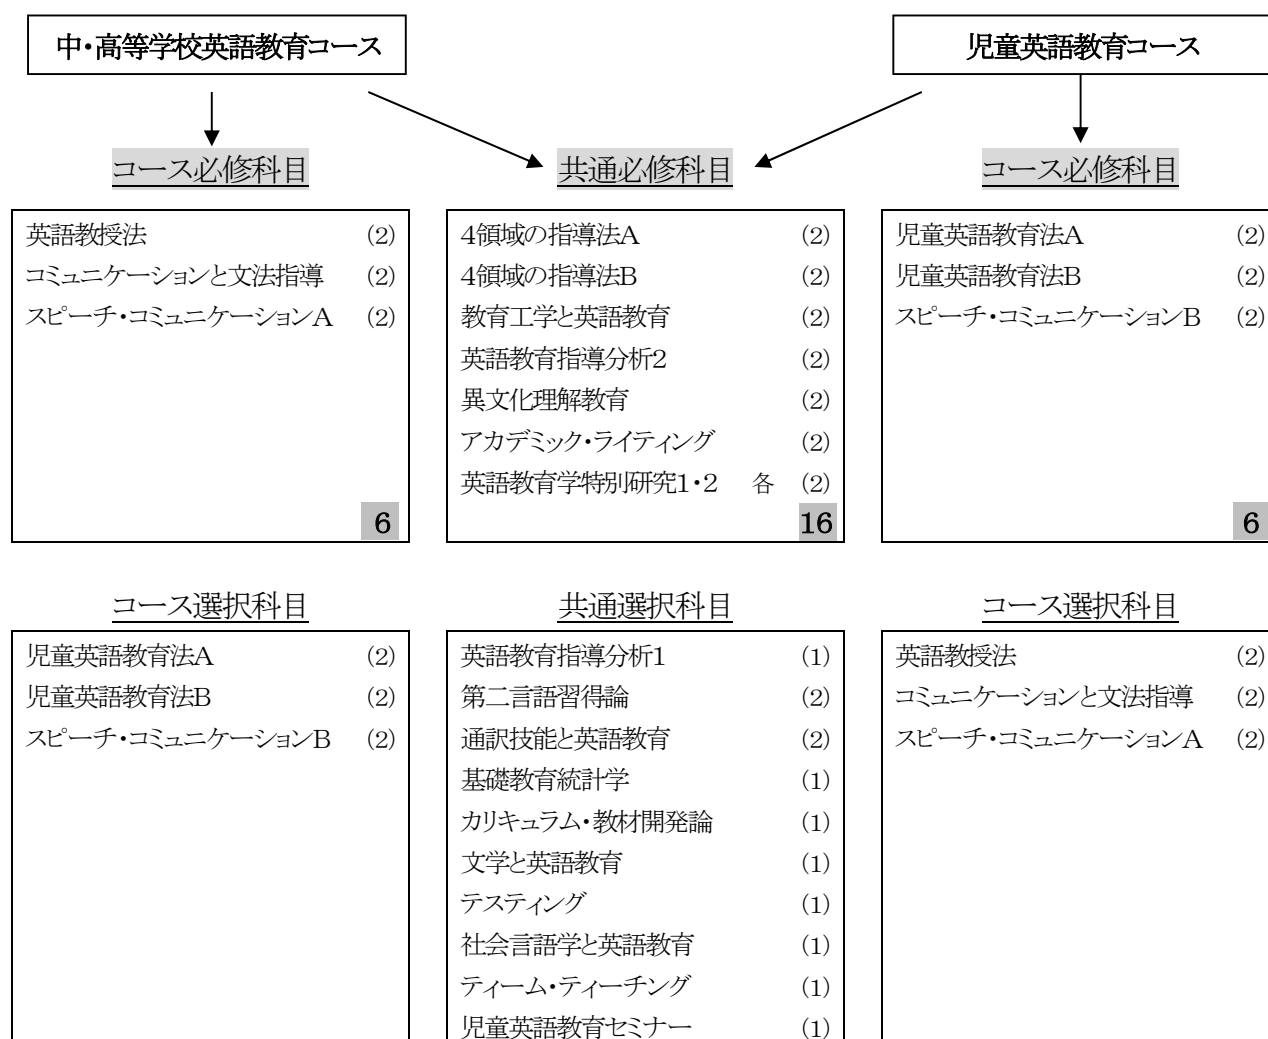 中・高等学校英語教育コース
児童英語教育コース
コース必修科目
共通必修科目
コース必修科目
英語教授法 (2)
コミュニケーションと文法指導 (2)
スピーチ・コミュニケーションA (2)
6
4領域の指導法A (2)
4領域の指導法B (2)
教育工学と英語教育 (2)
英語教育指導分析2 (2)
異文化理解教育 (2)
アカデミック・ライティング (2)
英語教育学特別研究1・2 各 (2)
16
児童英語教育法A (2)
児童英語教育法B (2)
スピーチ・コミュニケーションB (2)
6
コース選択科目
共通選択科目
コース選択科目
児童英語教育法A (2)
児童英語教育法B (2)
スピーチ・コミュニケーションB (2)
英語教育指導分析1 (1)
第二言語習得論 (2)
通訳技能と英語教育 (2)
基礎教育統計学 (1)
カリキュラム・教材開発論 (1)
文学と英語教育 (1)
テスティング (1)
社会言語学と英語教育 (1)
ティーム・ティーチング (1)
児童英語教育セミナー (1)
英語教授法 (2)
コミュニケーションと文法指導 (2)
スピーチ・コミュニケーションA (2)